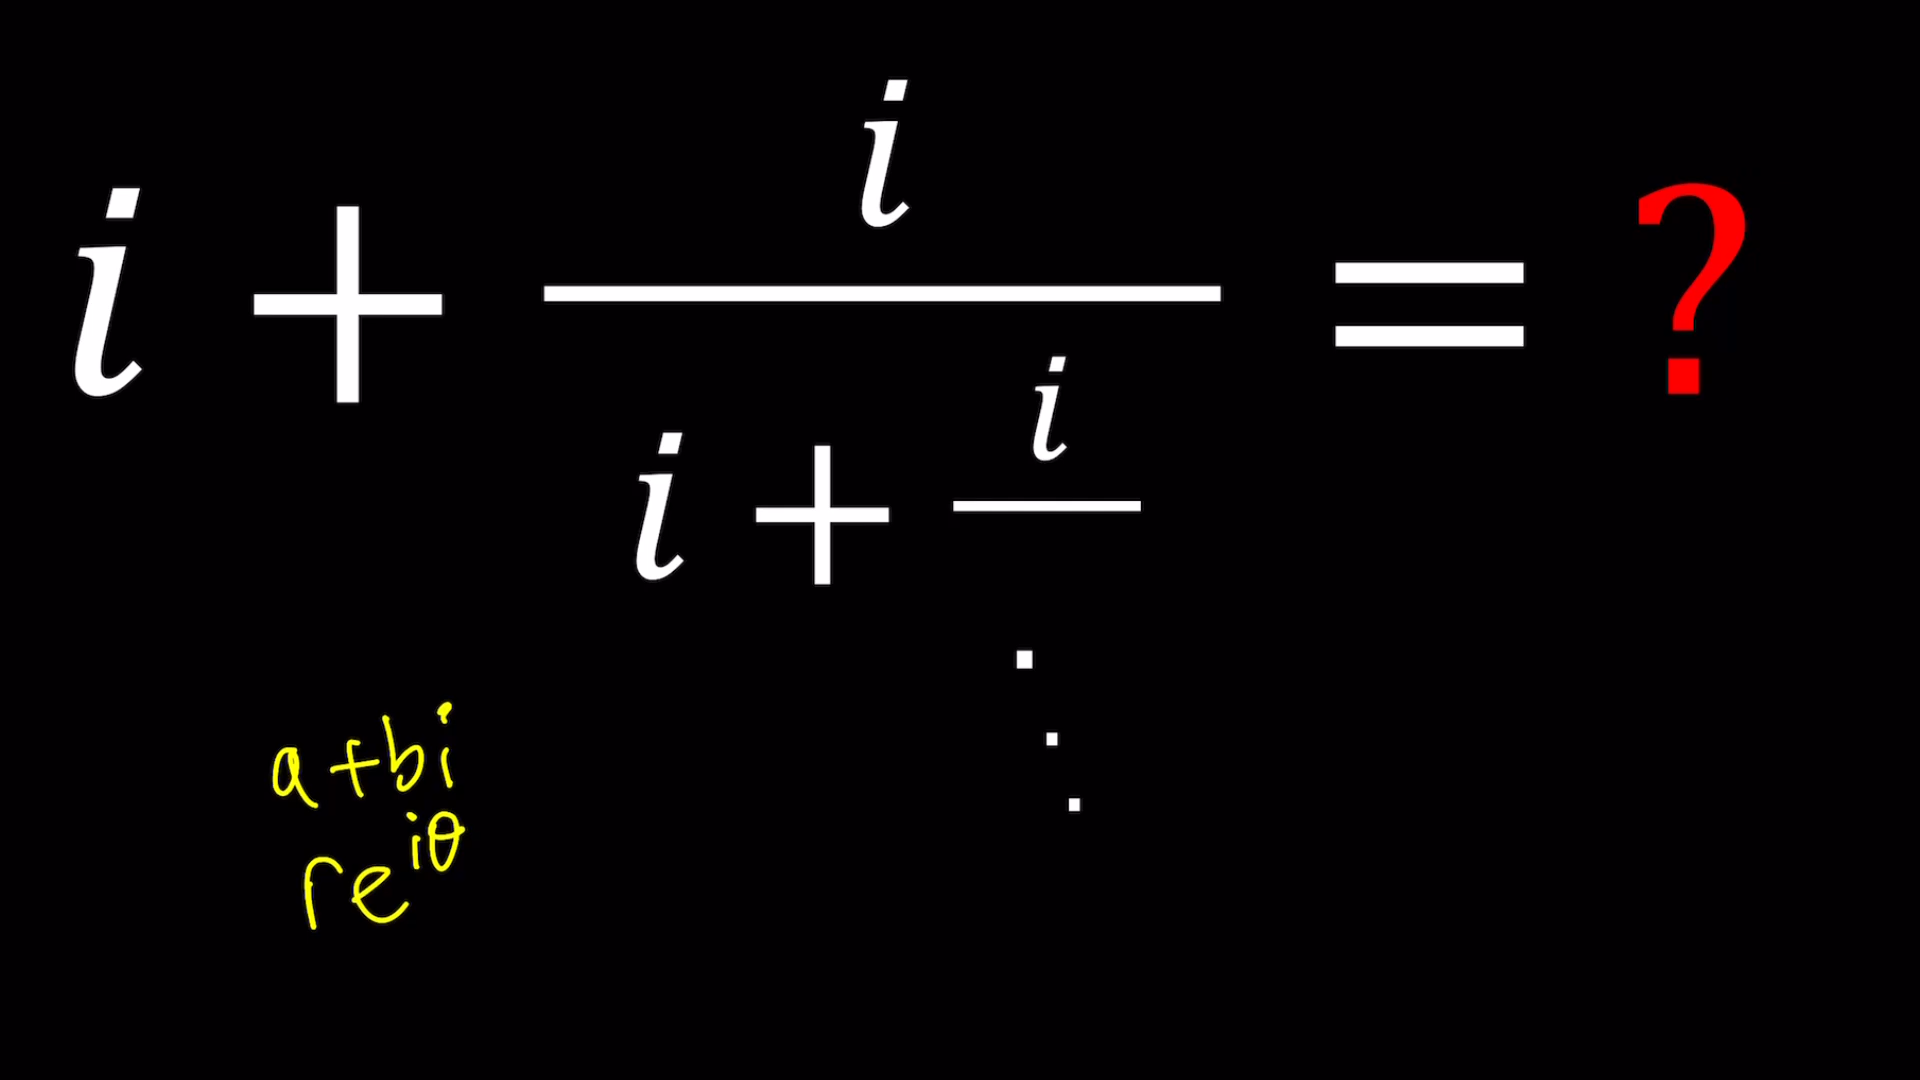 i + i / (i + i / ⋱) = ?
a+bi
re^{iθ}